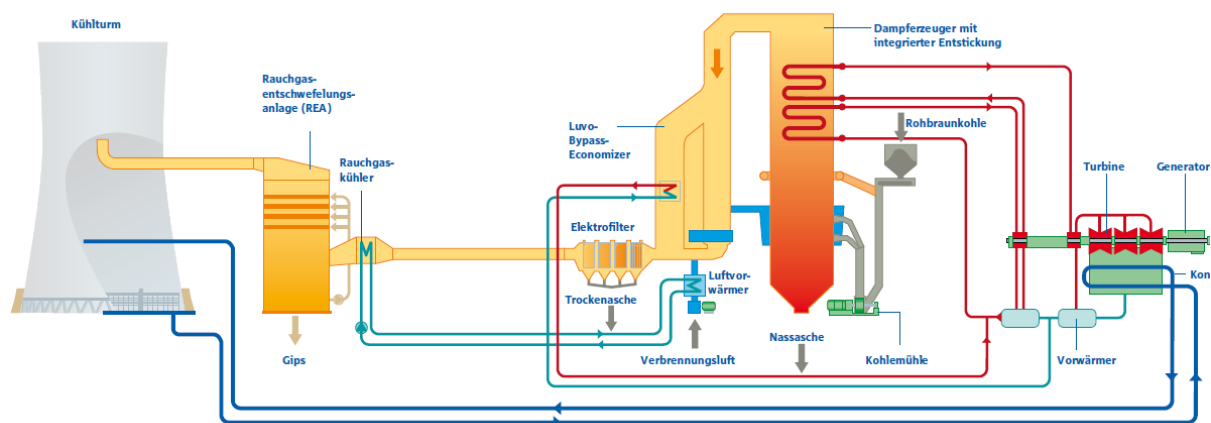 Kühlturm
Rauchgas-
entschwefelungs-
anlage (REA)
Rauchgas-
kühler
Gips
Elektrofilter
Trockenasche
Luvo-
Bypass-
Economizer
Luftvor-
wärmer
Verbrennungsluft
Dampferzeuger mit
integrierter Entstickung
Nassasche
Rohbraunkohle
Kohlemühle
Turbine
Generator
Kon
Vorwärmer